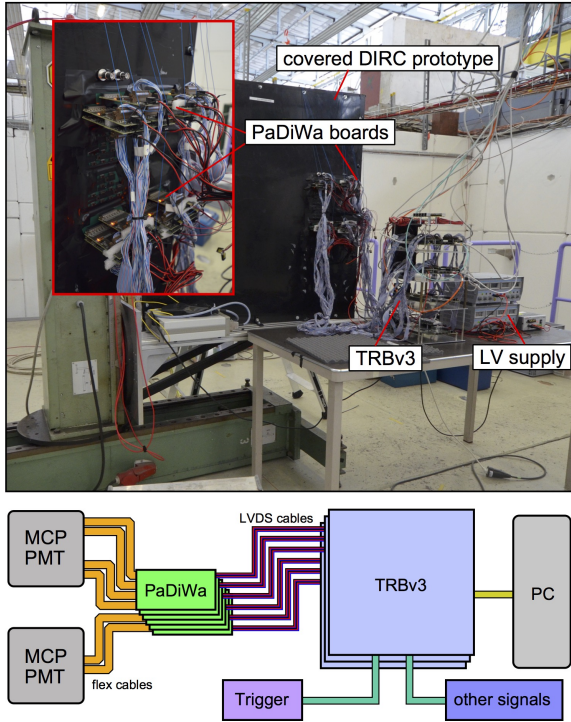 covered DIRC prototype
PaDiWa boards
TRBv3
LV supply
MCP
PMT
LVDS cables
PaDiWa
TRBv3
PC
MCP
PMT
flex cables
Trigger
other signals